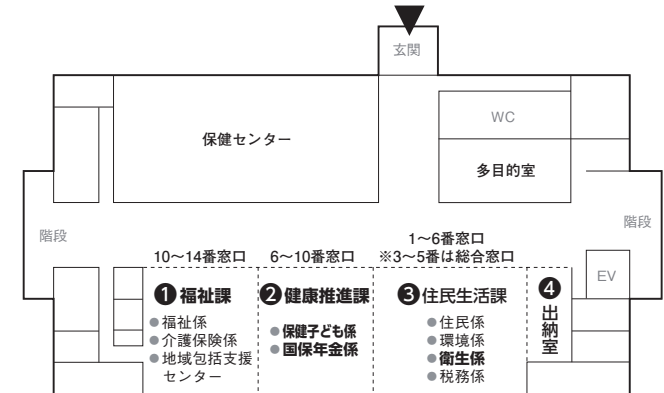 玄関
WC
保健センター
多目的室
階段
階段
1〜6番窓口
10〜14番窓口
6〜10番窓口
※3〜5番は総合窓口
EV
❶福祉課
●福祉係
●介護保険係
●地域包括支援
センター
❷健康推進課
●保健子ども係
●国保年金係
❸住民生活課
●住民係
●環境係
●衛生係
●税務係
❹出納室